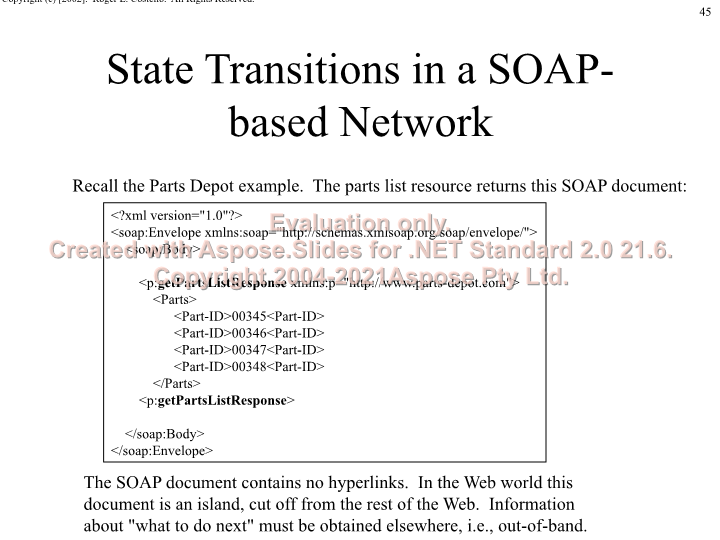 Copyright (c) [2002]. Roger L. Costello. All Rights Reserved.
45
State Transitions in a SOAP-
based Network
Recall the Parts Depot example. The parts list resource returns this SOAP document:
<?xml version="1.0"?>
<soap:Envelope xmlns:soap="http://schemas.xmlsoap.org/soap/envelope/">
<soap:Body>
<p:getPartsListResponse xmlns:p="http://www.parts-depot.com">
<Parts>
<Part-ID>00345<Part-ID>
<Part-ID>00346<Part-ID>
<Part-ID>00347<Part-ID>
<Part-ID>00348<Part-ID>
</Parts>
<p:getPartsListResponse>
</soap:Body>
</soap:Envelope>
Evaluation only.
Created with Aspose.Slides for .NET Standard 2.0 21.6.
Copyright 2004-2021Aspose Pty Ltd.
The SOAP document contains no hyperlinks. In the Web world this
document is an island, cut off from the rest of the Web. Information
about "what to do next" must be obtained elsewhere, i.e., out-of-band.